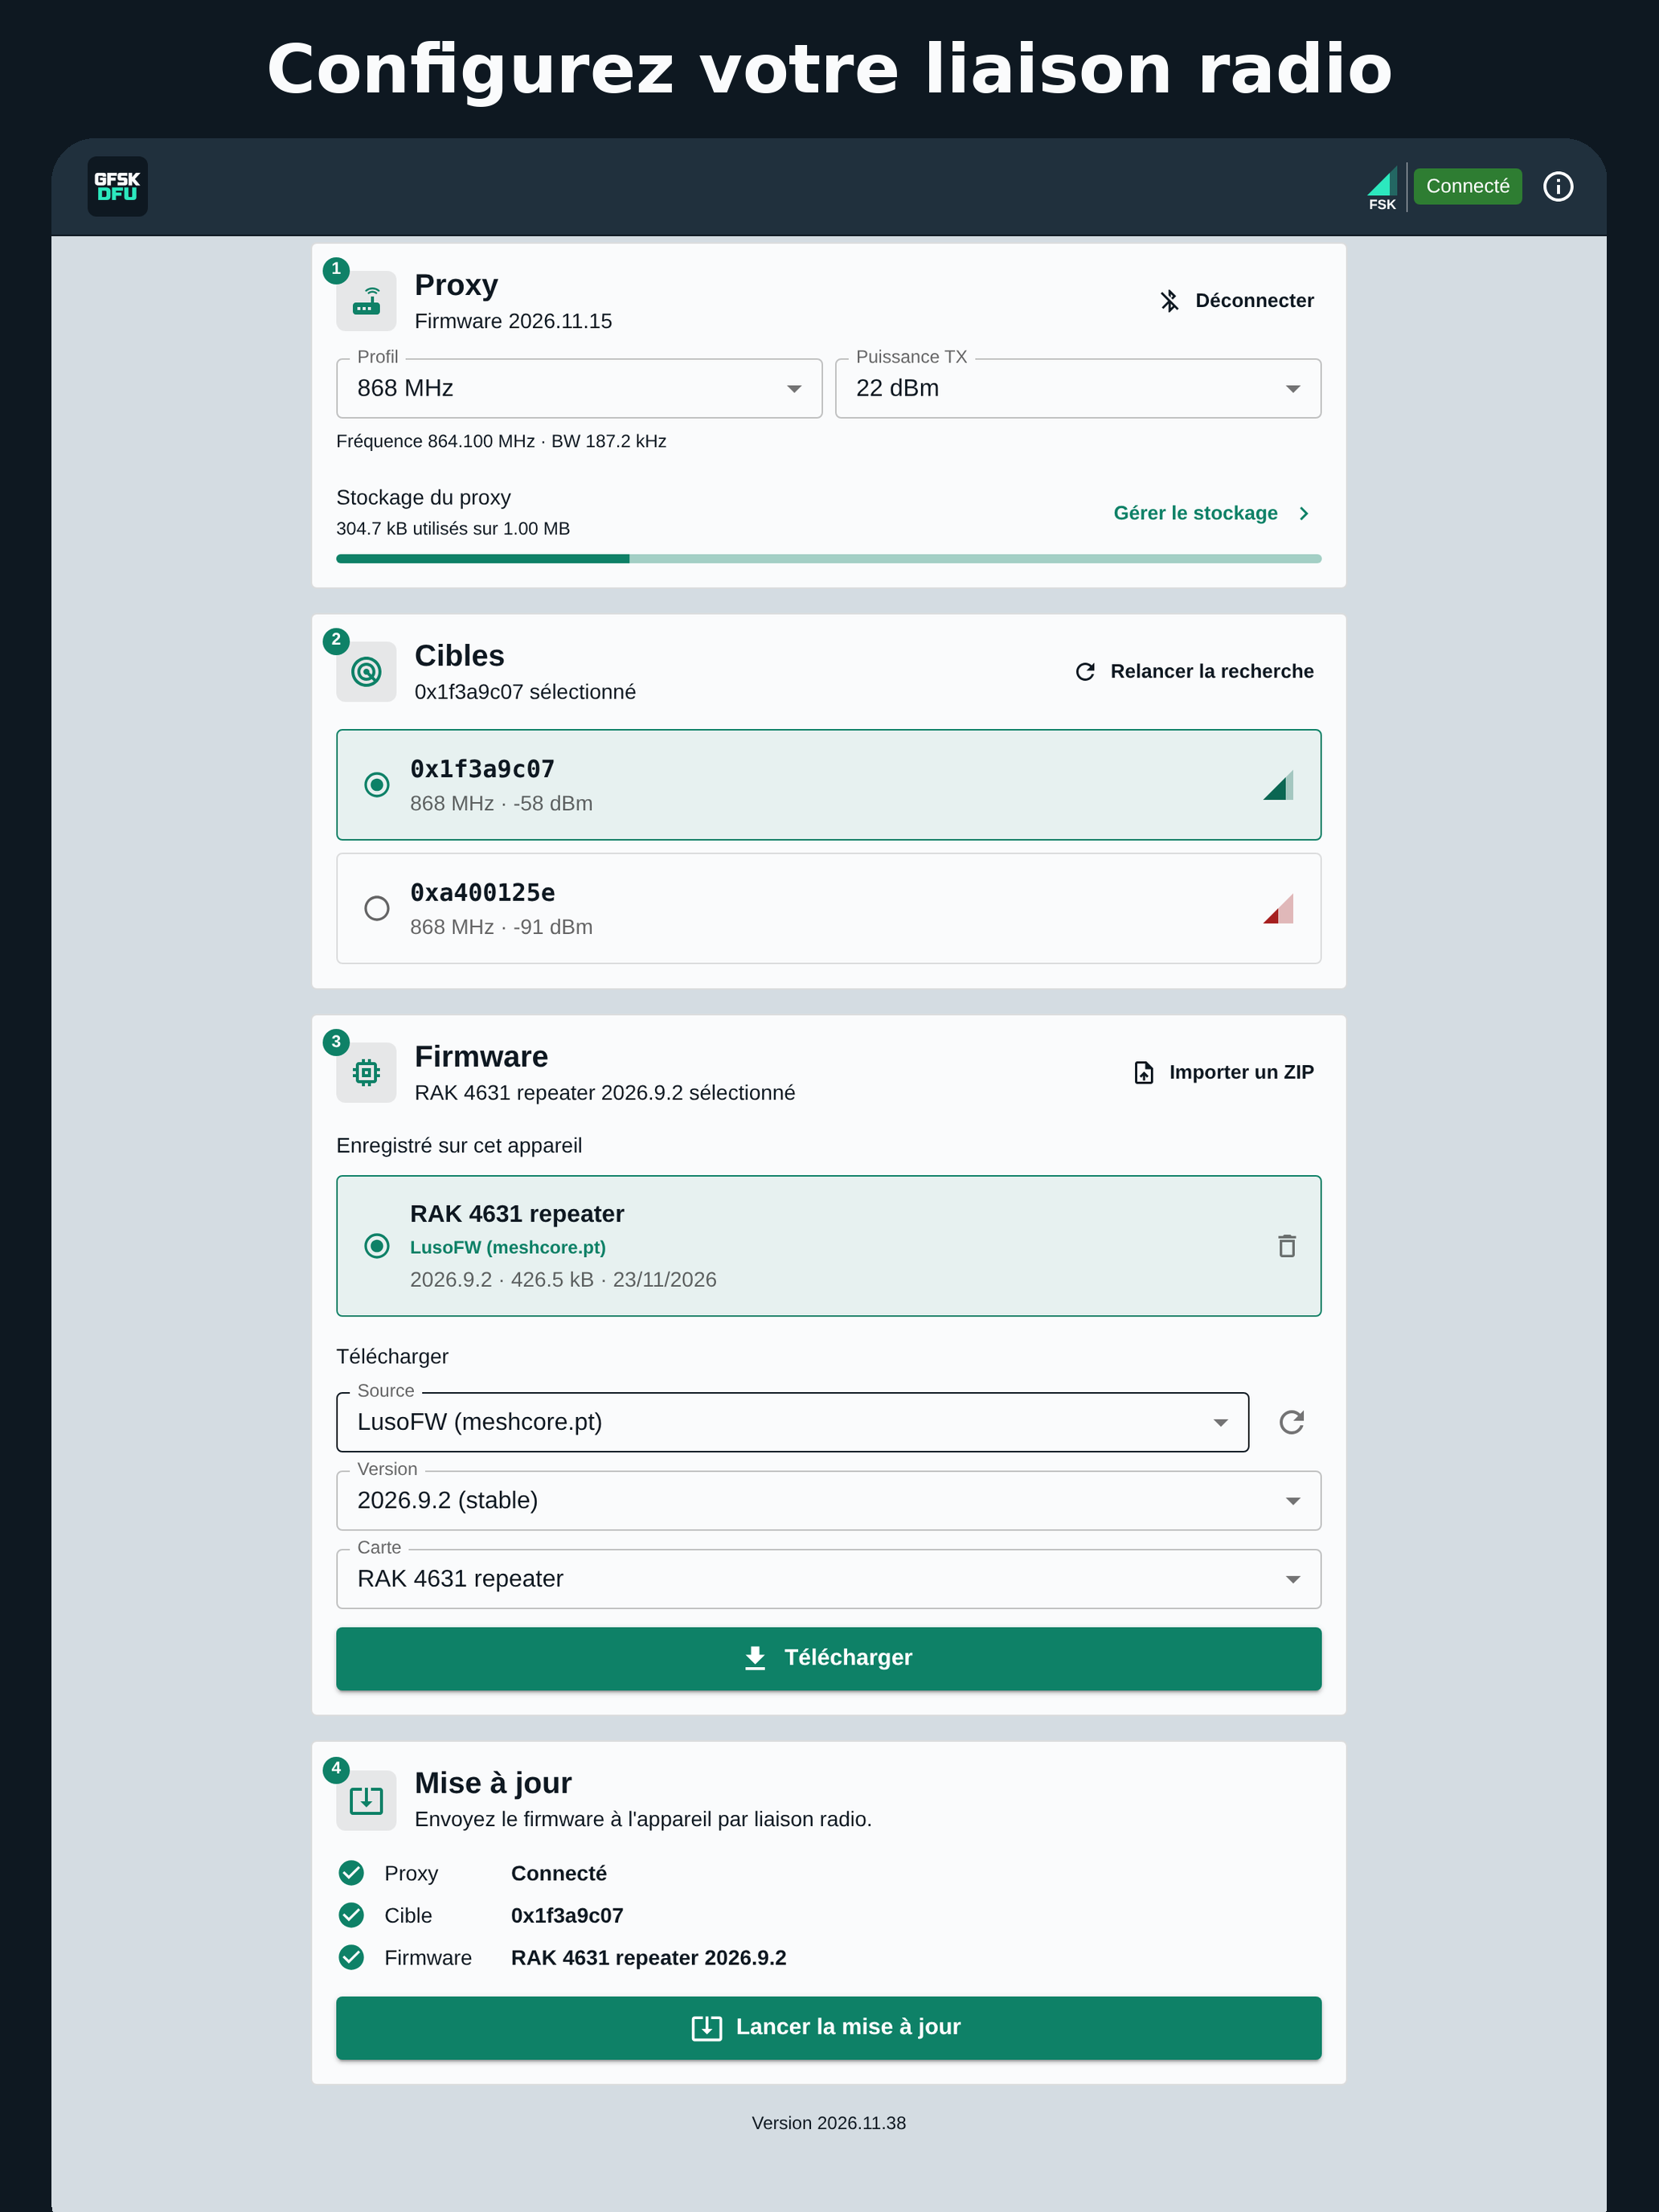 Configurez votre liaison radio
GFSK
DFU
FSK
Connecté
1
Proxy
Firmware 2026.11.15
Déconnecter
Profil
868 MHz
Puissance TX
22 dBm
Fréquence 864.100 MHz · BW 187.2 kHz
Stockage du proxy
304.7 kB utilisés sur 1.00 MB
Gérer le stockage
2
Cibles
0x1f3a9c07 sélectionné
Relancer la recherche
0x1f3a9c07
868 MHz · -58 dBm
0xa400125e
868 MHz · -91 dBm
3
Firmware
RAK 4631 repeater 2026.9.2 sélectionné
Importer un ZIP
Enregistré sur cet appareil
RAK 4631 repeater
LusoFW (meshcore.pt)
2026.9.2 · 426.5 kB · 23/11/2026
Télécharger
Source
LusoFW (meshcore.pt)
Version
2026.9.2 (stable)
Carte
RAK 4631 repeater
Télécharger
4
Mise à jour
Envoyez le firmware à l'appareil par liaison radio.
Proxy Connecté
Cible 0x1f3a9c07
Firmware RAK 4631 repeater 2026.9.2
Lancer la mise à jour
Version 2026.11.38